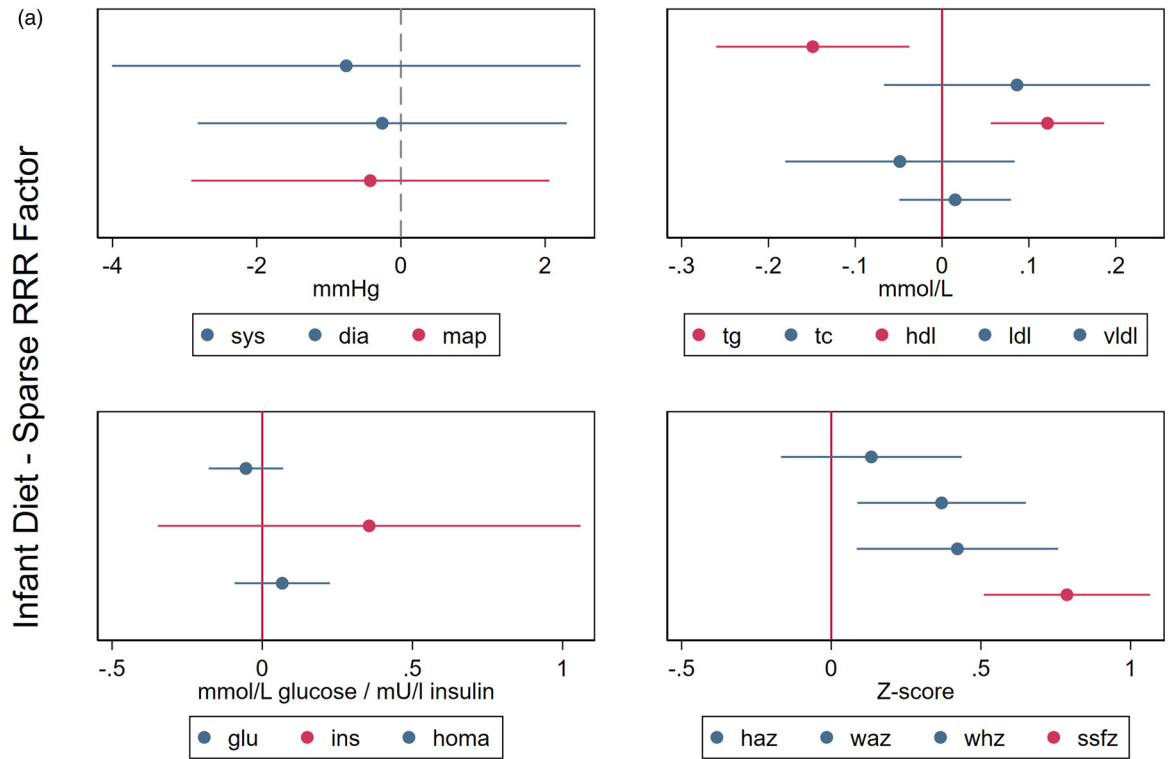 (a)
Infant Diet - Sparse RRR Factor
-4 -2 0 2
mmHg
sys dia map
-.3 -.2 -.1 0 .1 .2
mmol/L
tg tc hdl ldl vldl
-.5 0 .5 1
mmol/L glucose / mU/l insulin
glu ins homa
-.5 0 .5 1
Z-score
haz waz whz ssfz